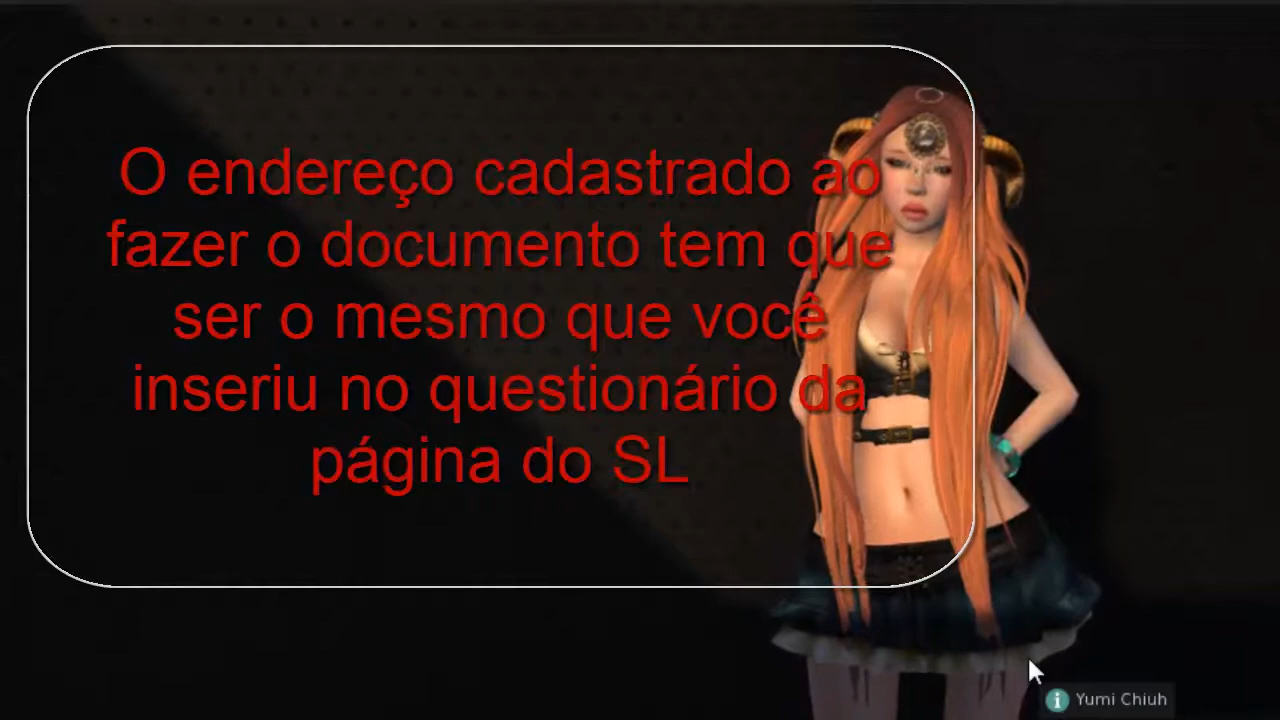 O endereço cadastrado ao
fazer o documento tem que
ser o mesmo que você
inseriu no questionário da
página do SL
Yumi Chiuh